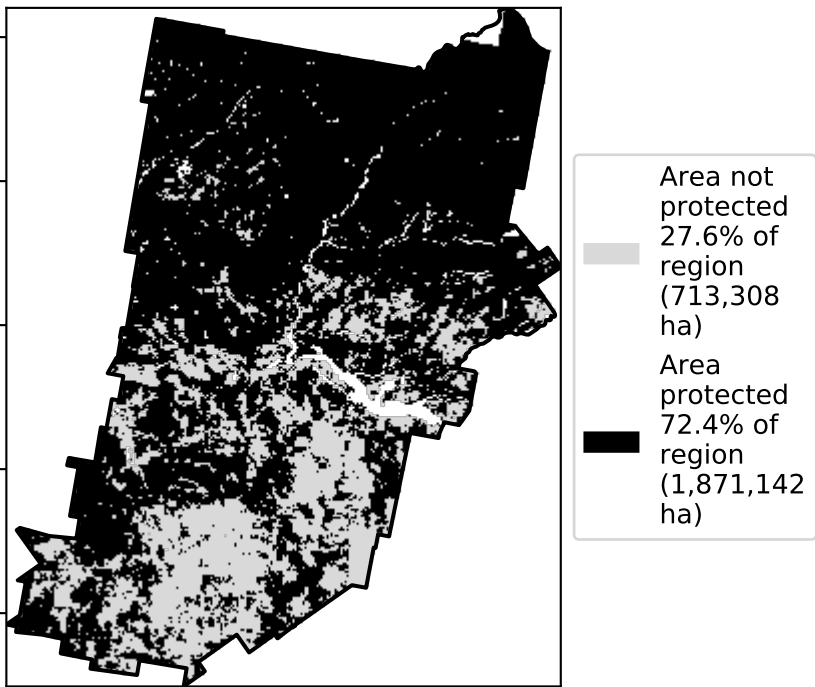 Area not
protected
27.6% of
region
(713,308
ha)
Area
protected
72.4% of
region
(1,871,142
ha)